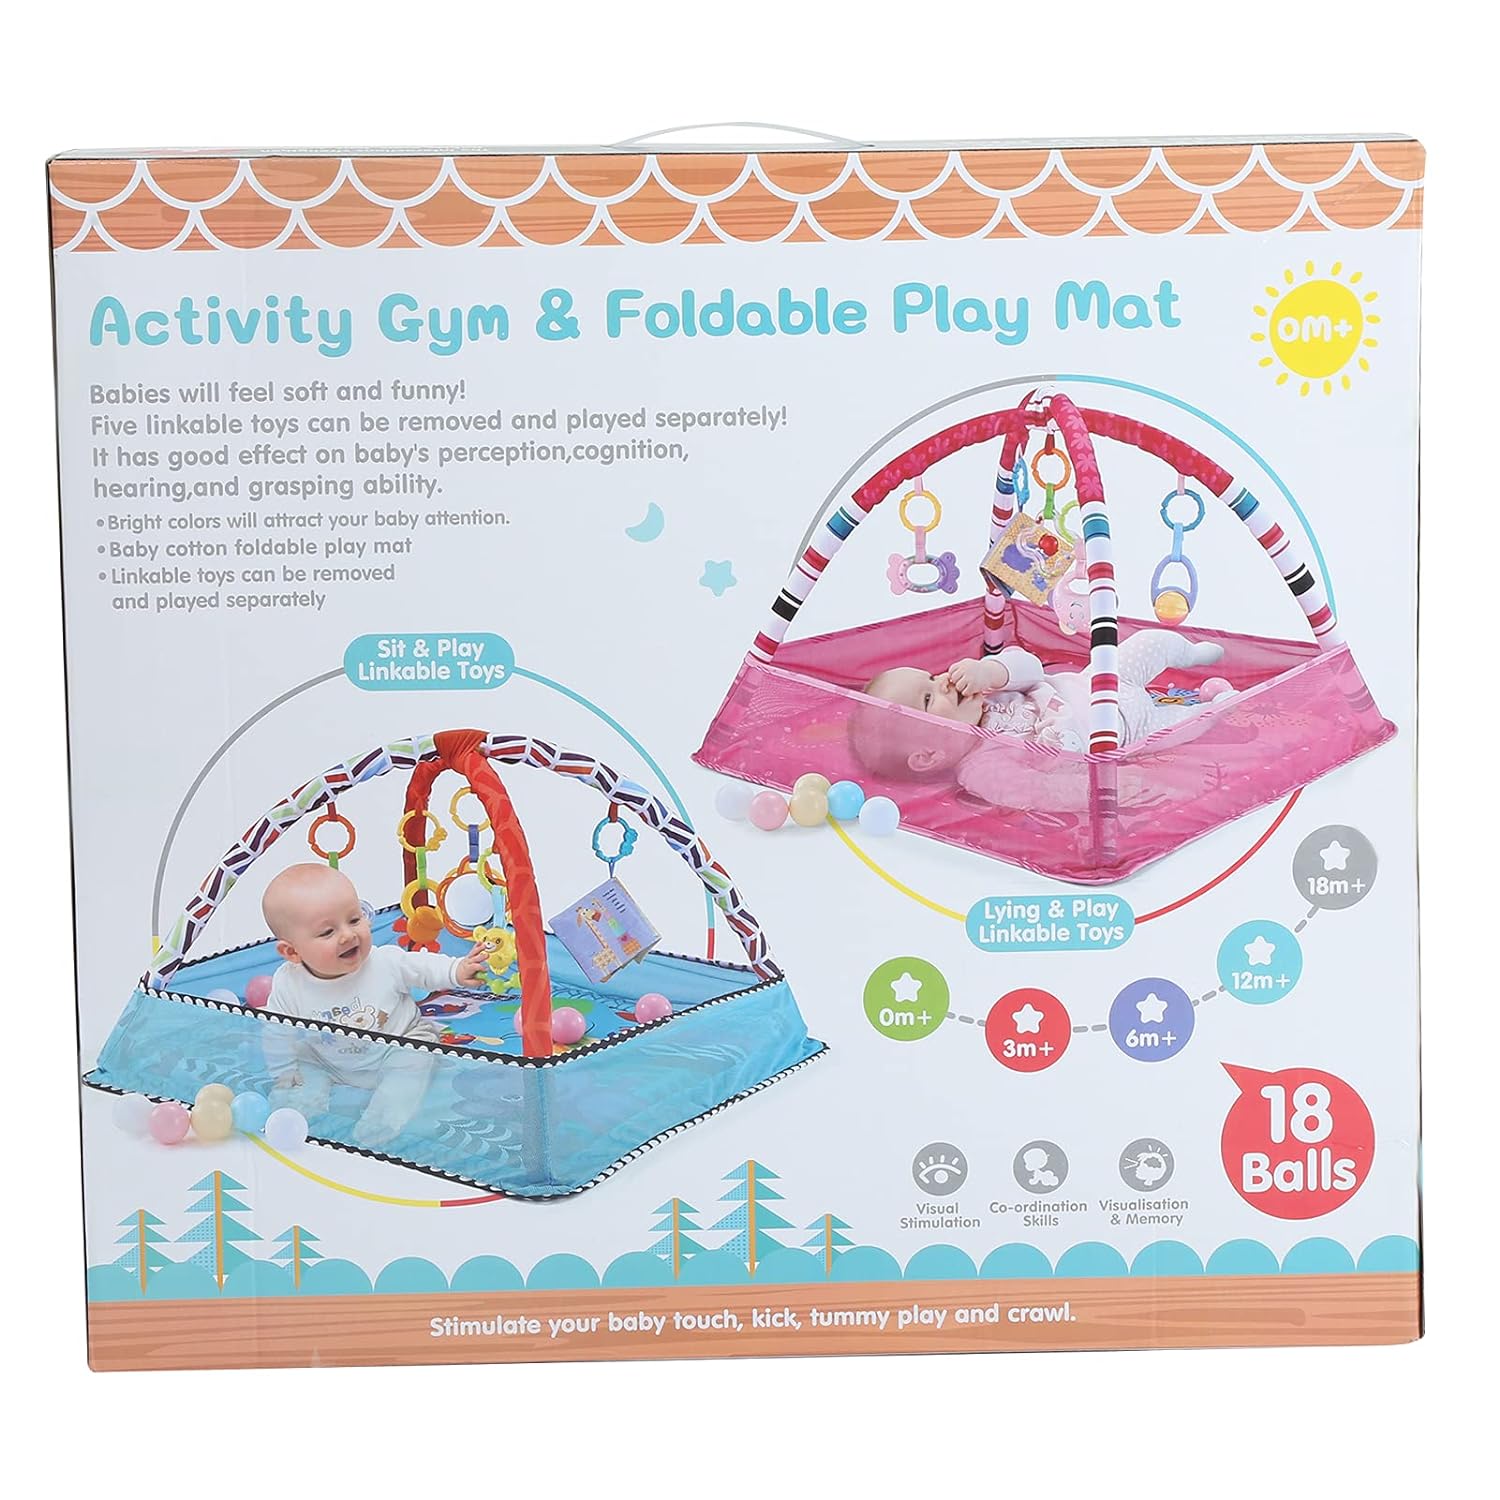 Activity Gym & Foldable Play Mat
0M+
Babies will feel soft and funny!
Five linkable toys can be removed and played separately!
It has good effect on baby's perception,cognition,
hearing,and grasping ability.
•Bright colors will attract your baby attention.
•Baby cotton foldable play mat
•Linkable toys can be removed
and played separately
Sit & Play
Linkable Toys
Lying & Play
Linkable Toys
0m+
3m+
6m+
12m+
18m+
18
Balls
Visual
Stimulation
Co-ordination
Skills
Visualisation
& Memory
Stimulate your baby touch, kick, tummy play and crawl.